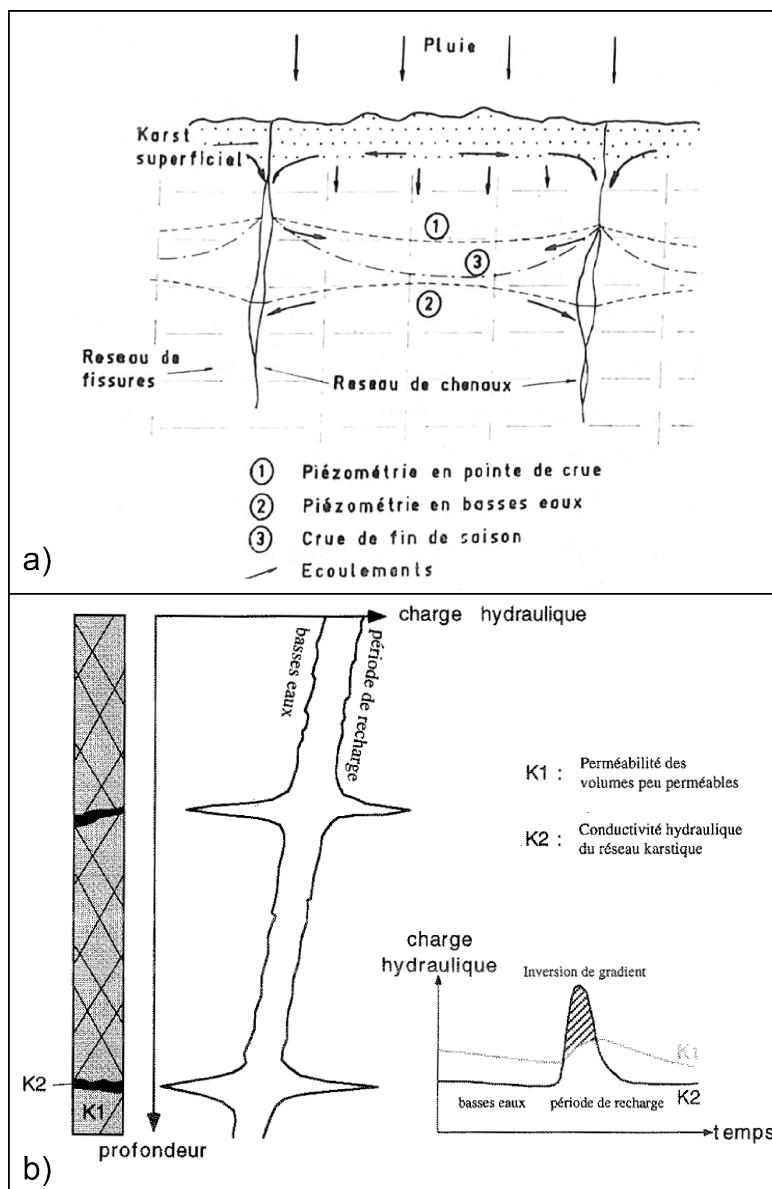 Pluie
Karst
superficiel
1
3
2
Réseau de
fissures
Réseau de chenaux
1 Piézométrie en pointe de crue
2 Piézométrie en basses eaux
3 Crue de fin de saison
Ecoulements
a)
charge hydraulique
basses eaux
période de recharge
K1 : Perméabilité des
volumes peu perméables
K2 : Conductivité hydraulique
du réseau karstique
charge
hydraulique
Inversion de gradient
K1
K2
basses eaux
période de recharge
temps
K2
K1
profondeur
b)